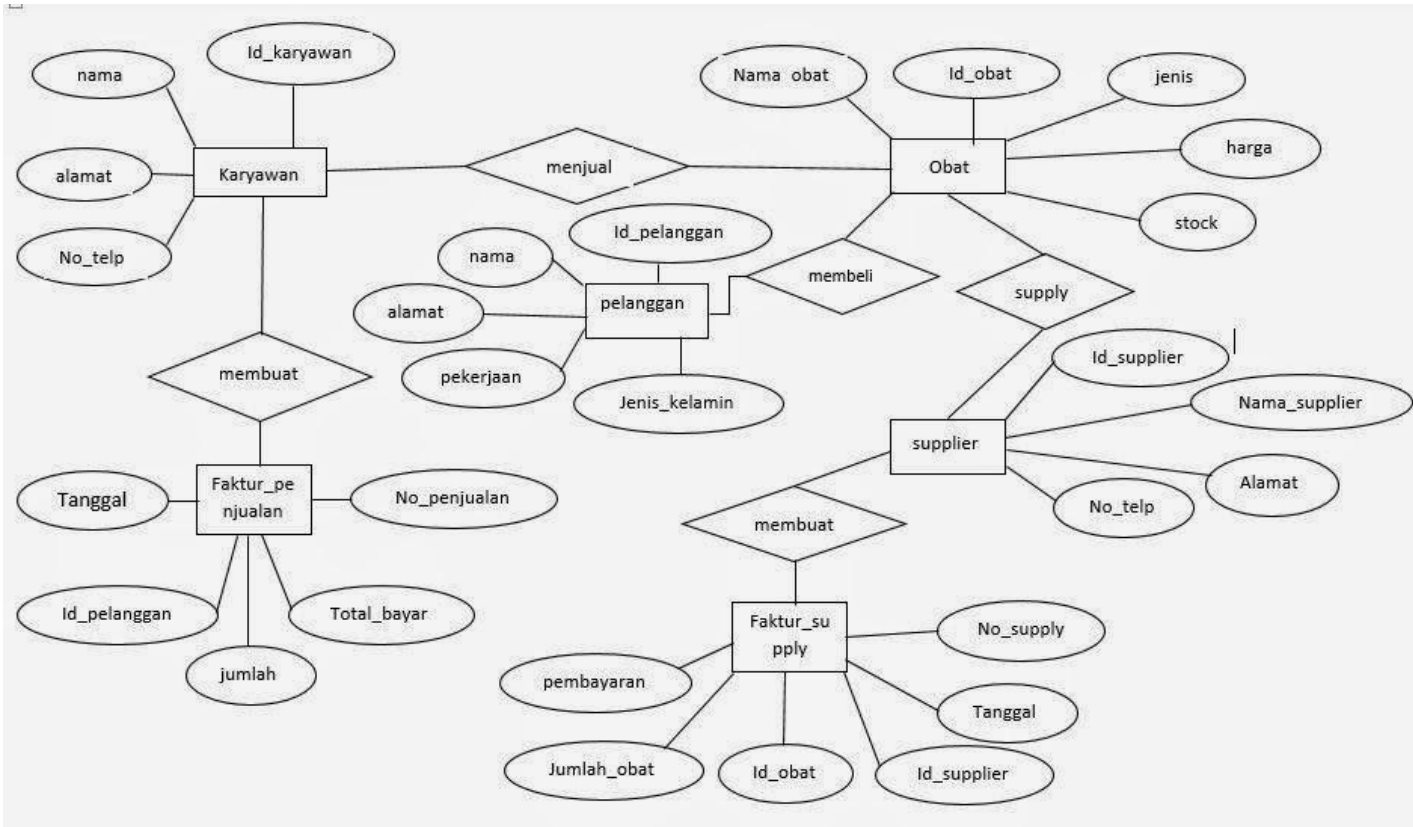 Id_karyawan
nama
alamat
No_telp
Karyawan
menjual
Nama obat
Id_obat
jenis
harga
stock
Obat
Id_pelanggan
nama
alamat
pekerjaan
Jenis_kelamin
pelanggan
membeli
supply
membuat
Id_supplier
Nama_supplier
Alamat
No_telp
supplier
Faktur_pe
njualan
Tanggal
No_penjualan
Id_pelanggan
jumlah
Total_bayar
membuat
Faktur_su
pply
No_supply
Tanggal
Id_supplier
Id_obat
Jumlah_obat
pembayaran